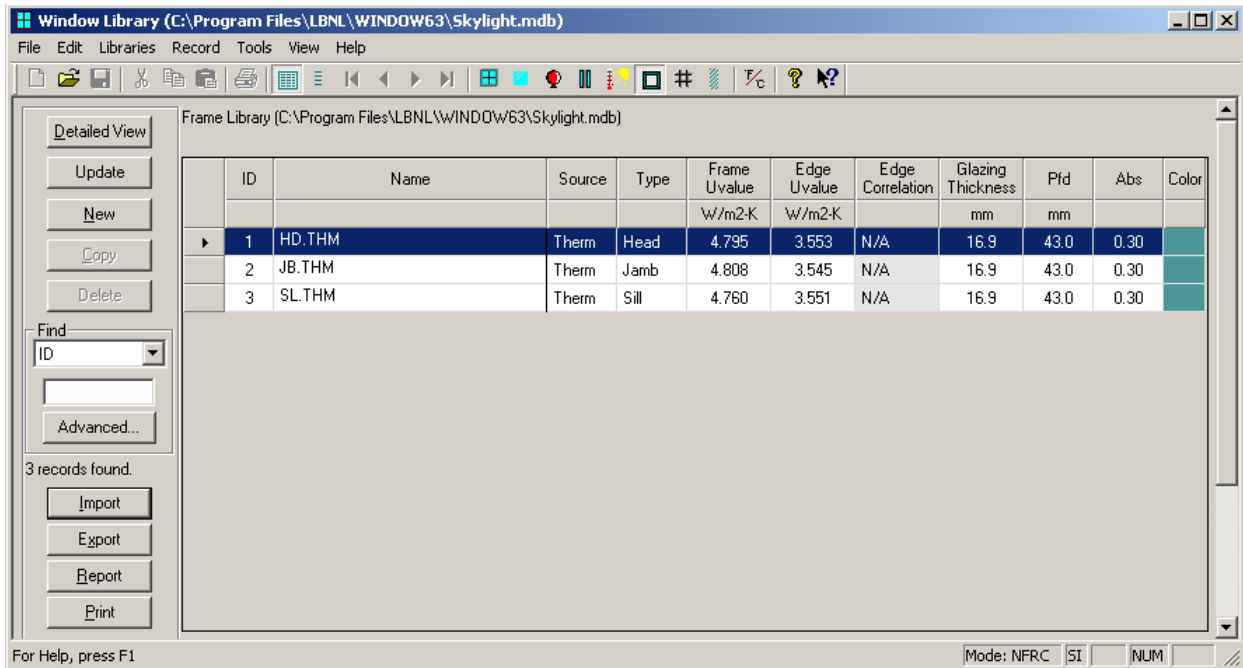 Window Library (C:\Program Files\LBNL\WINDOW63\Skylight.mdb)
File Edit Libraries Record Tools View Help
Detailed View
Update
New
Copy
Delete
Find
ID
Advanced...
3 records found.
Import
Export
Report
Print
Frame Library (C:\Program Files\LBNL\WINDOW63\Skylight.mdb)
ID Name Source Type Frame Uvalue Edge Uvalue Edge Correlation Glazing Thickness Pfd Abs Color
W/m2-K W/m2-K mm mm
1 HD.THM Therm Head 4.795 3.553 N/A 16.9 43.0 0.30
2 JB.THM Therm Jamb 4.808 3.545 N/A 16.9 43.0 0.30
3 SL.THM Therm Sill 4.760 3.551 N/A 16.9 43.0 0.30
For Help, press F1 Mode: NFRC SI NUM